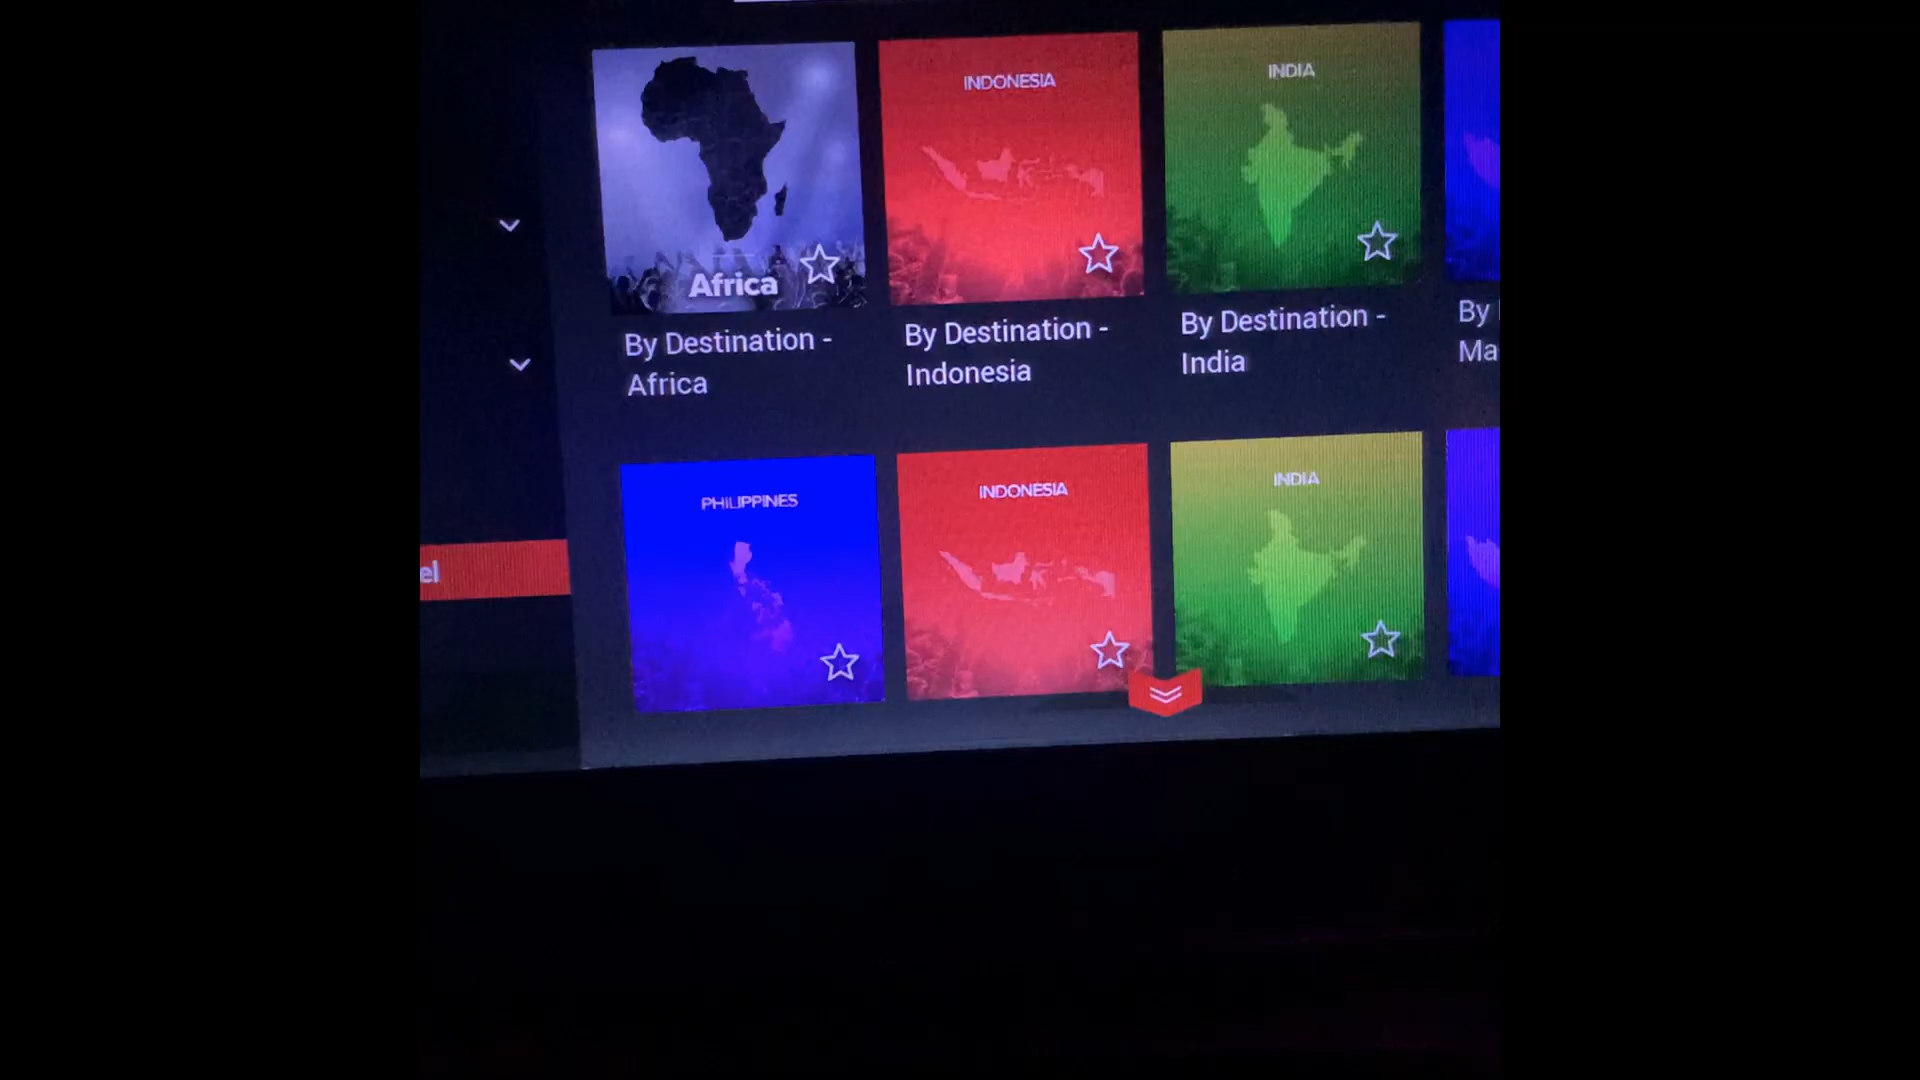 INDONESIA
INDIA
Africa
By Destination -
Africa
By Destination -
Indonesia
By Destination -
India
By
Ma
el
PHILIPPINES
INDONESIA
INDIA